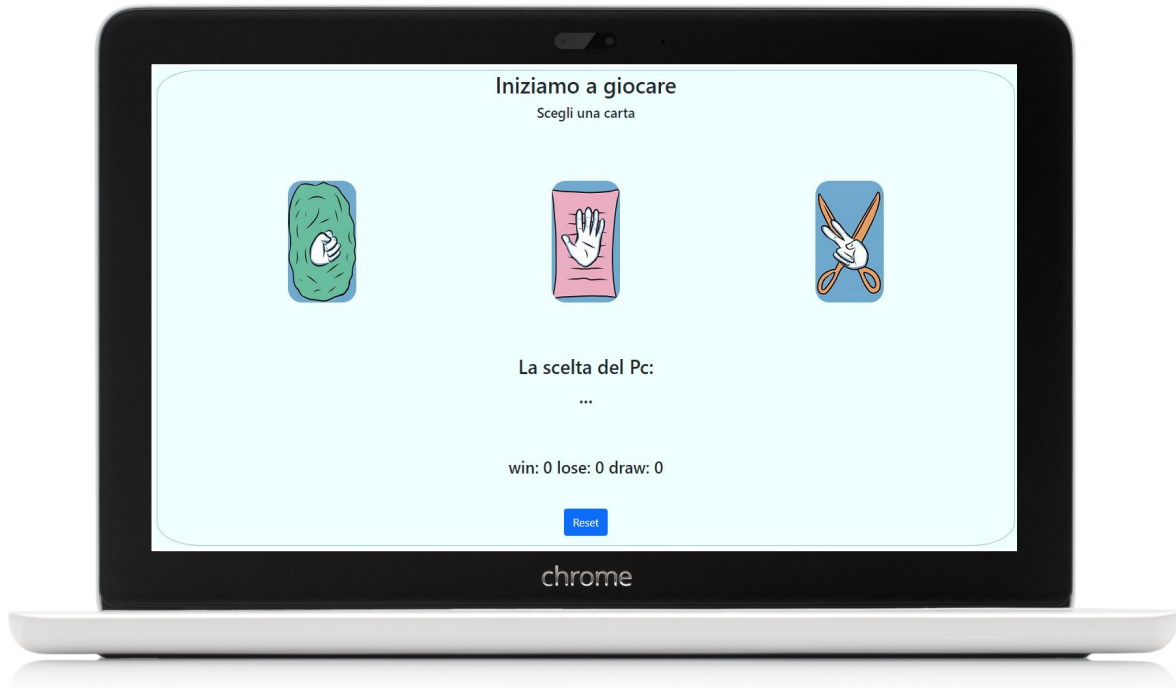 Iniziamo a giocare
Scegli una carta
La scelta del Pc:
...
win: 0 lose: 0 draw: 0
Reset
chrome